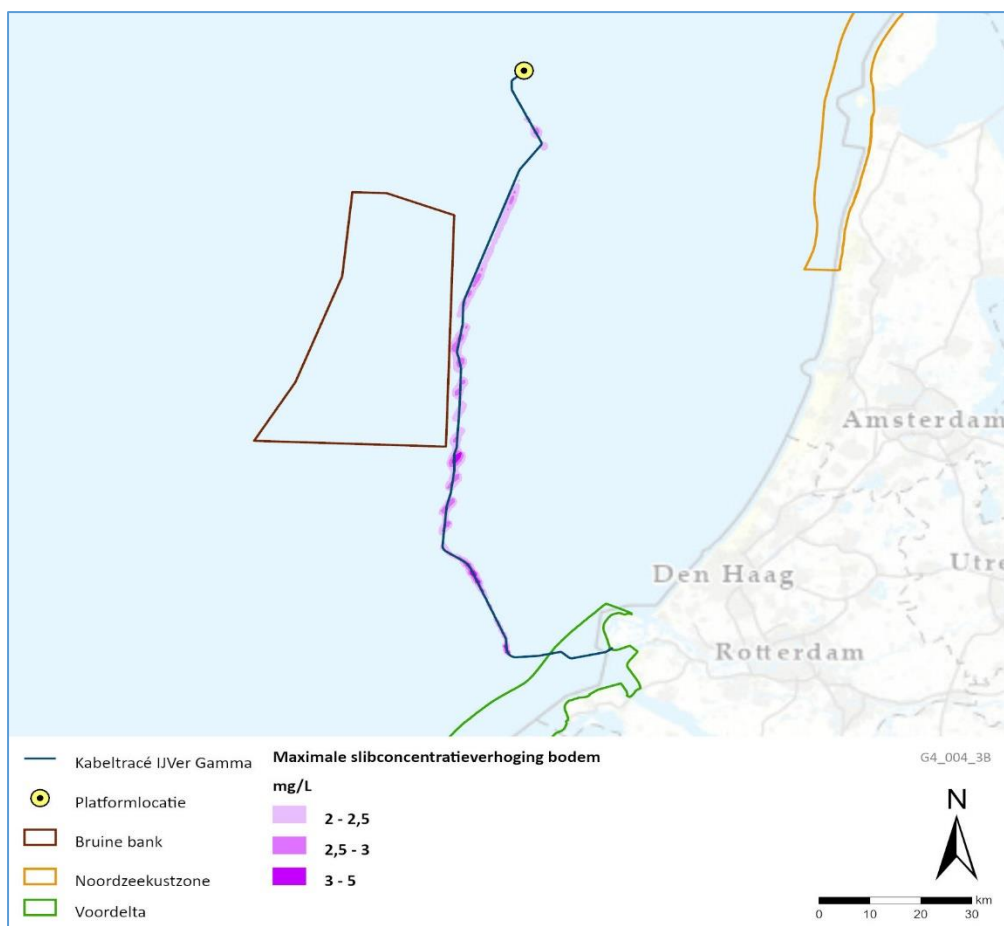 Amsterdam
Utre
Den Haag
Rotterdam
Kabeltracé IJVer Gamma
Platformlocatie
Bruine bank
Noordzeekustzone
Voordelta
Maximale slibconcentratieverhoging bodem
mg/L
2 - 2,5
2,5 - 3
3 - 5
G4_004_3B
N
km
0 10 20 30